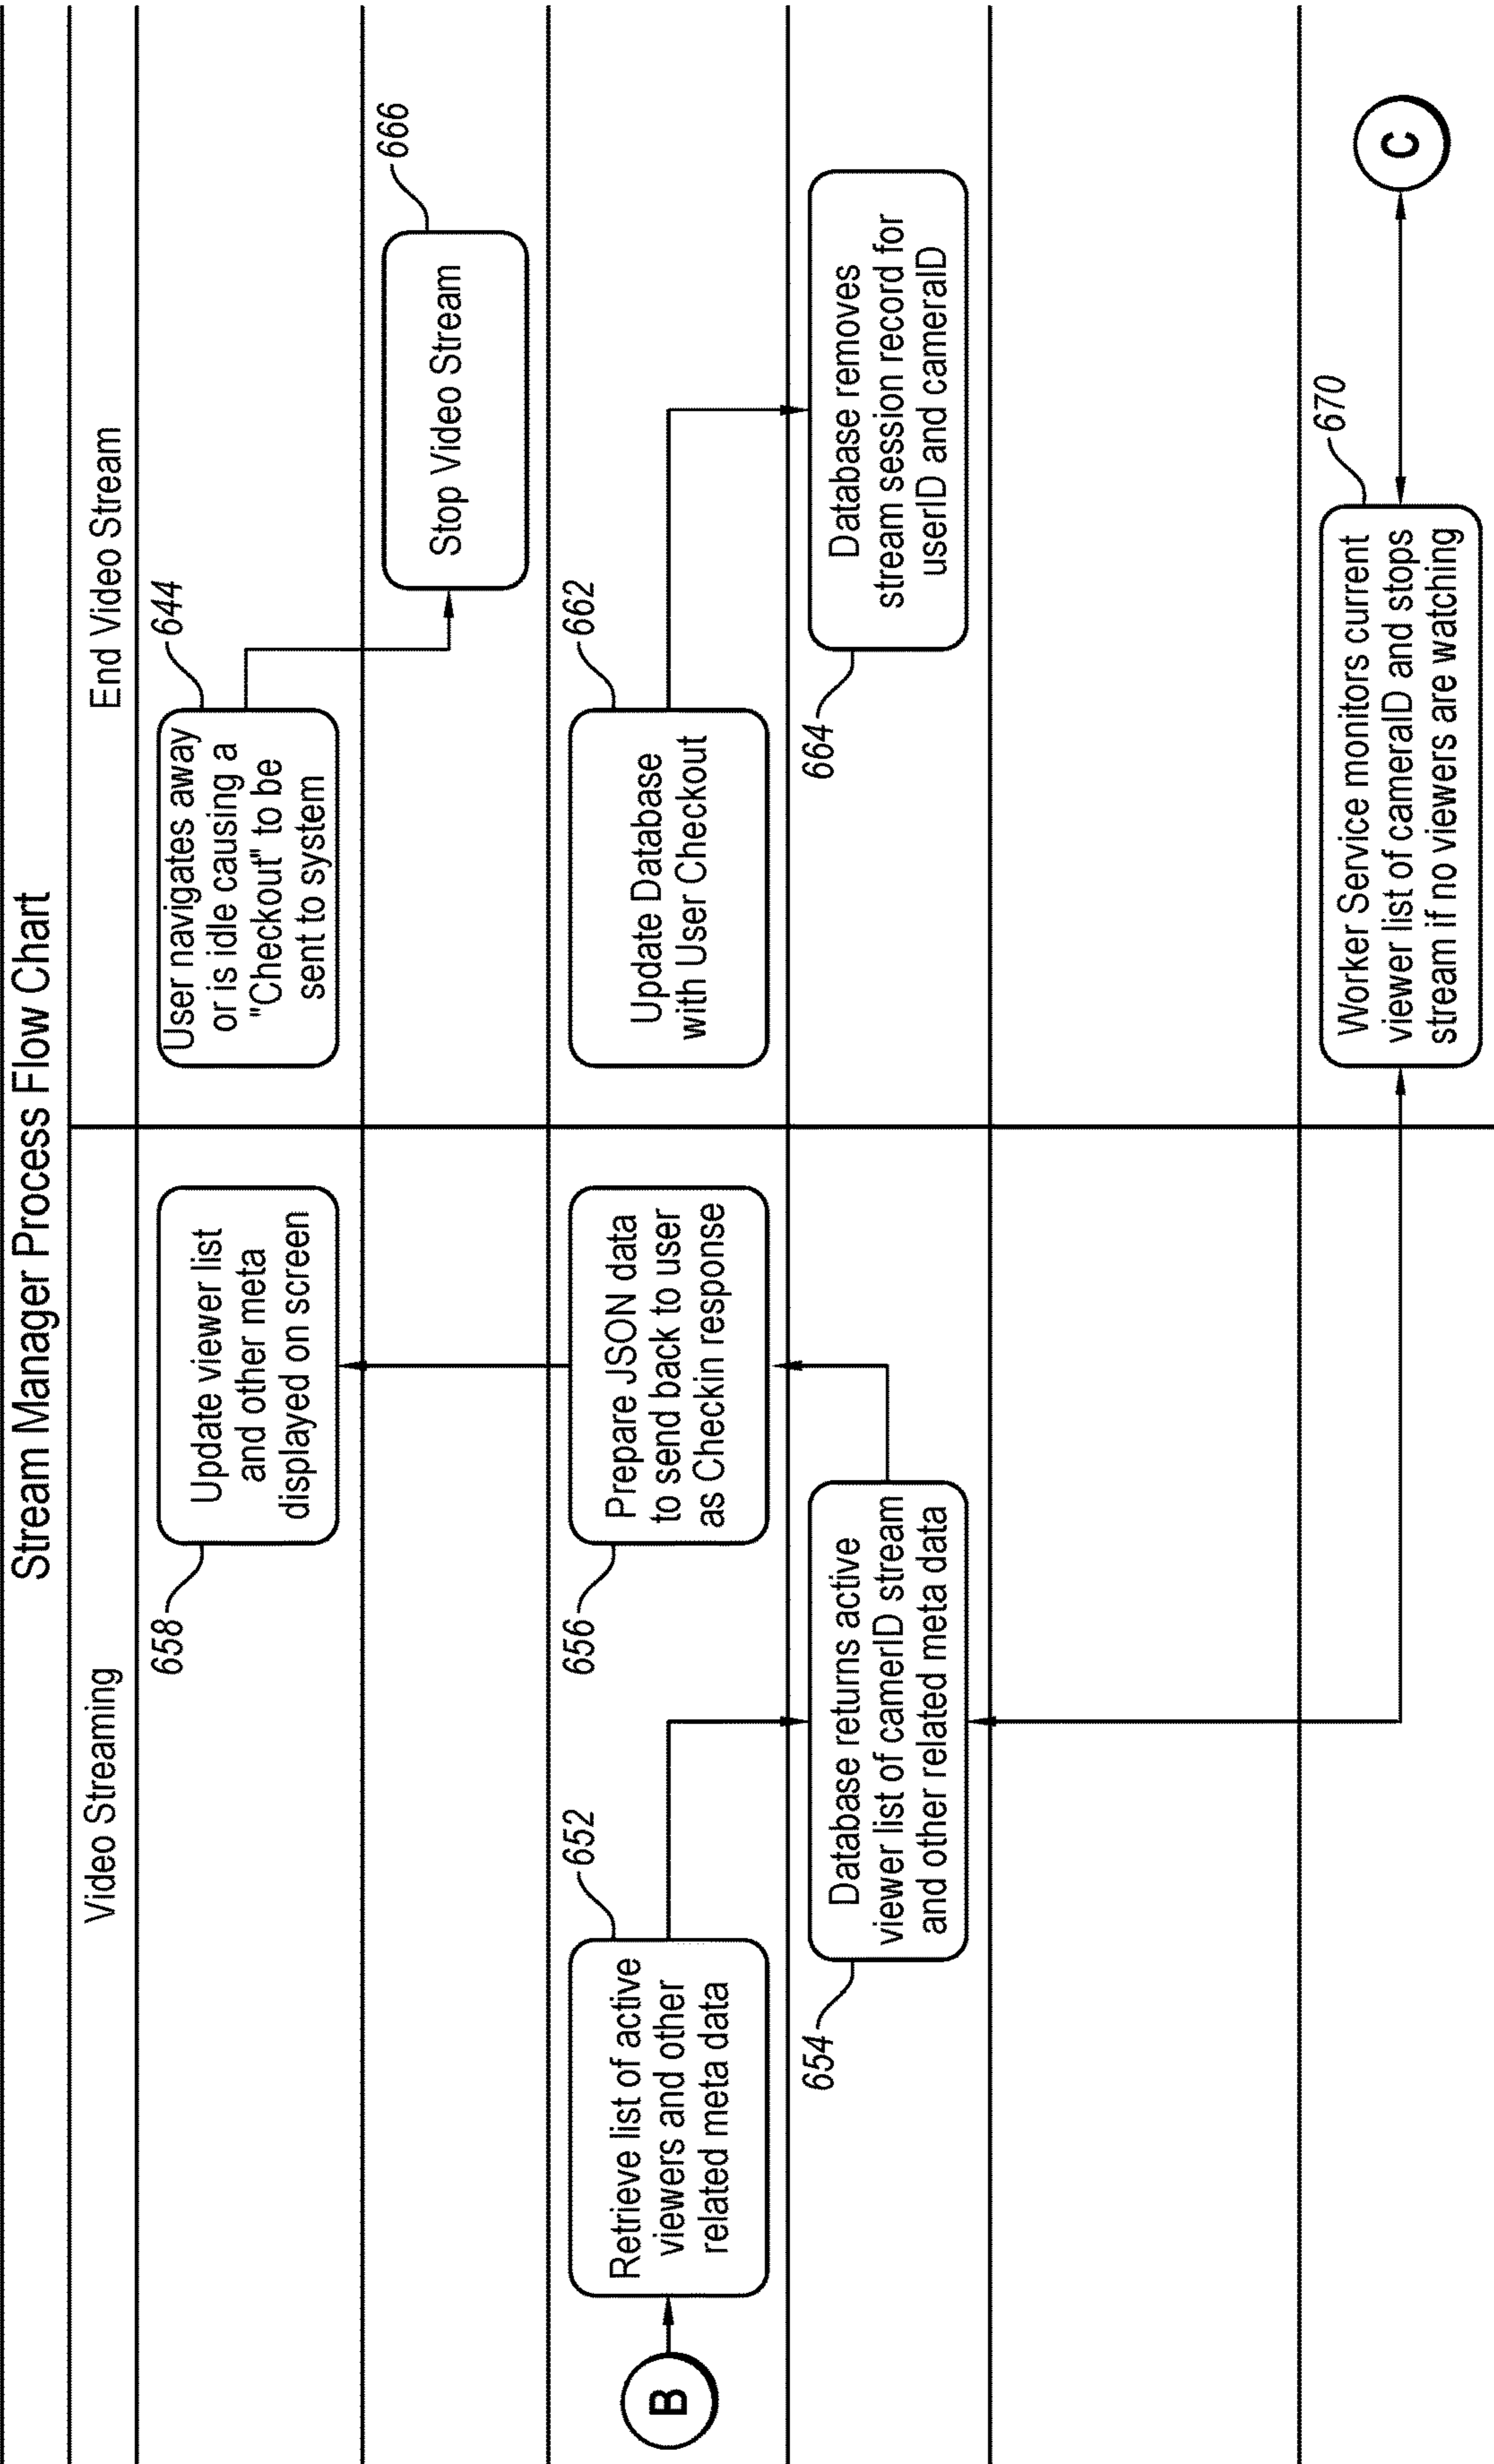 Stream Manager Process Flow Chart
Video Streaming
End Video Stream
658
Update viewer list
and other meta
displayed on screen
644
User navigates away
or is idle causing a
"Checkout" to be
sent to system
666
Stop Video Stream
B
652
Retrieve list of active
viewers and other
related meta data
656
Prepare JSON data
to send back to user
as Checkin response
662
Update Database
with User Checkout
654
Database returns active
viewer list of camerID stream
and other related meta data
664
Database removes
stream session record for
userID and cameraID
670
Worker Service monitors current
viewer list of cameraID and stops
stream if no viewers are watching
C